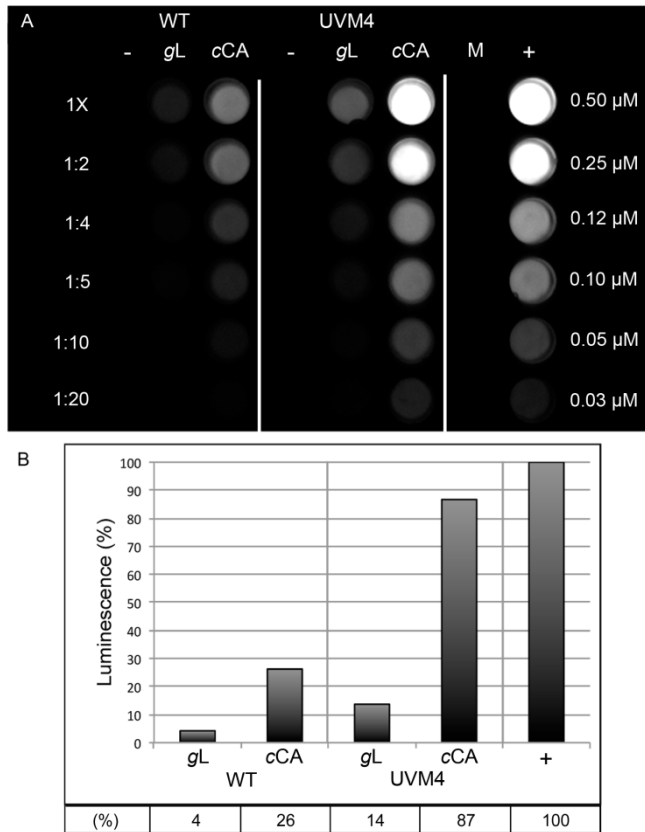 A WT UVM4
- gL cCA - gL cCA M +
1X 0.50 µM
1:2 0.25 µM
1:4 0.12 µM
1:5 0.10 µM
1:10 0.05 µM
1:20 0.03 µM
B
100
90
80
70
60
50
40
30
20
10
0
Luminescence (%)
gL cCA gL cCA +
WT UVM4
(%) 4 26 14 87 100